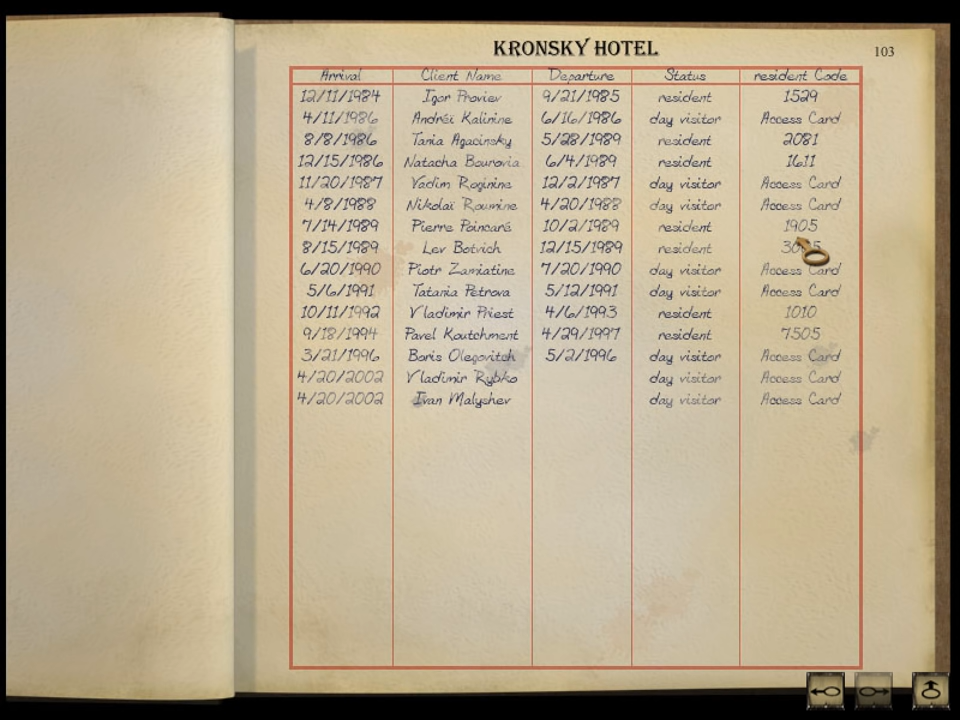 KRONSKY HOTEL
103
Arrival Client Name Departure Status resident Code
12/11/1984 Igor Proviev 9/21/1985 resident 1529
4/11/1986 Andréi Kalinine 6/16/1986 day visitor Access Card
8/8/1986 Tania Agacinsky 5/28/1989 resident 2081
12/15/1986 Natacha Bourovia 6/4/1989 resident 1611
11/20/1987 Vadim Roginine 12/2/1987 day visitor Access Card
4/8/1988 Nikolaï Roumine 4/20/1988 day visitor Access Card
7/14/1989 Pierre Poincaré 10/2/1989 resident 1905
8/15/1989 Lev Botvich 12/15/1989 resident
6/20/1990 Piotr Zamiatine 7/20/1990 day visitor Access Card
5/6/1991 Tatania Petrova 5/12/1991 day visitor Access Card
10/11/1992 Vladimir Priest 4/6/1993 resident 1010
9/18/1994 Pavel Koutchment 4/29/1997 resident 7505
3/21/1996 Boris Olegovitch 5/2/1996 day visitor Access Card
4/20/2002 Vladimir Rybko day visitor Access Card
4/20/2002 Ivan Malyshev day visitor Access Card